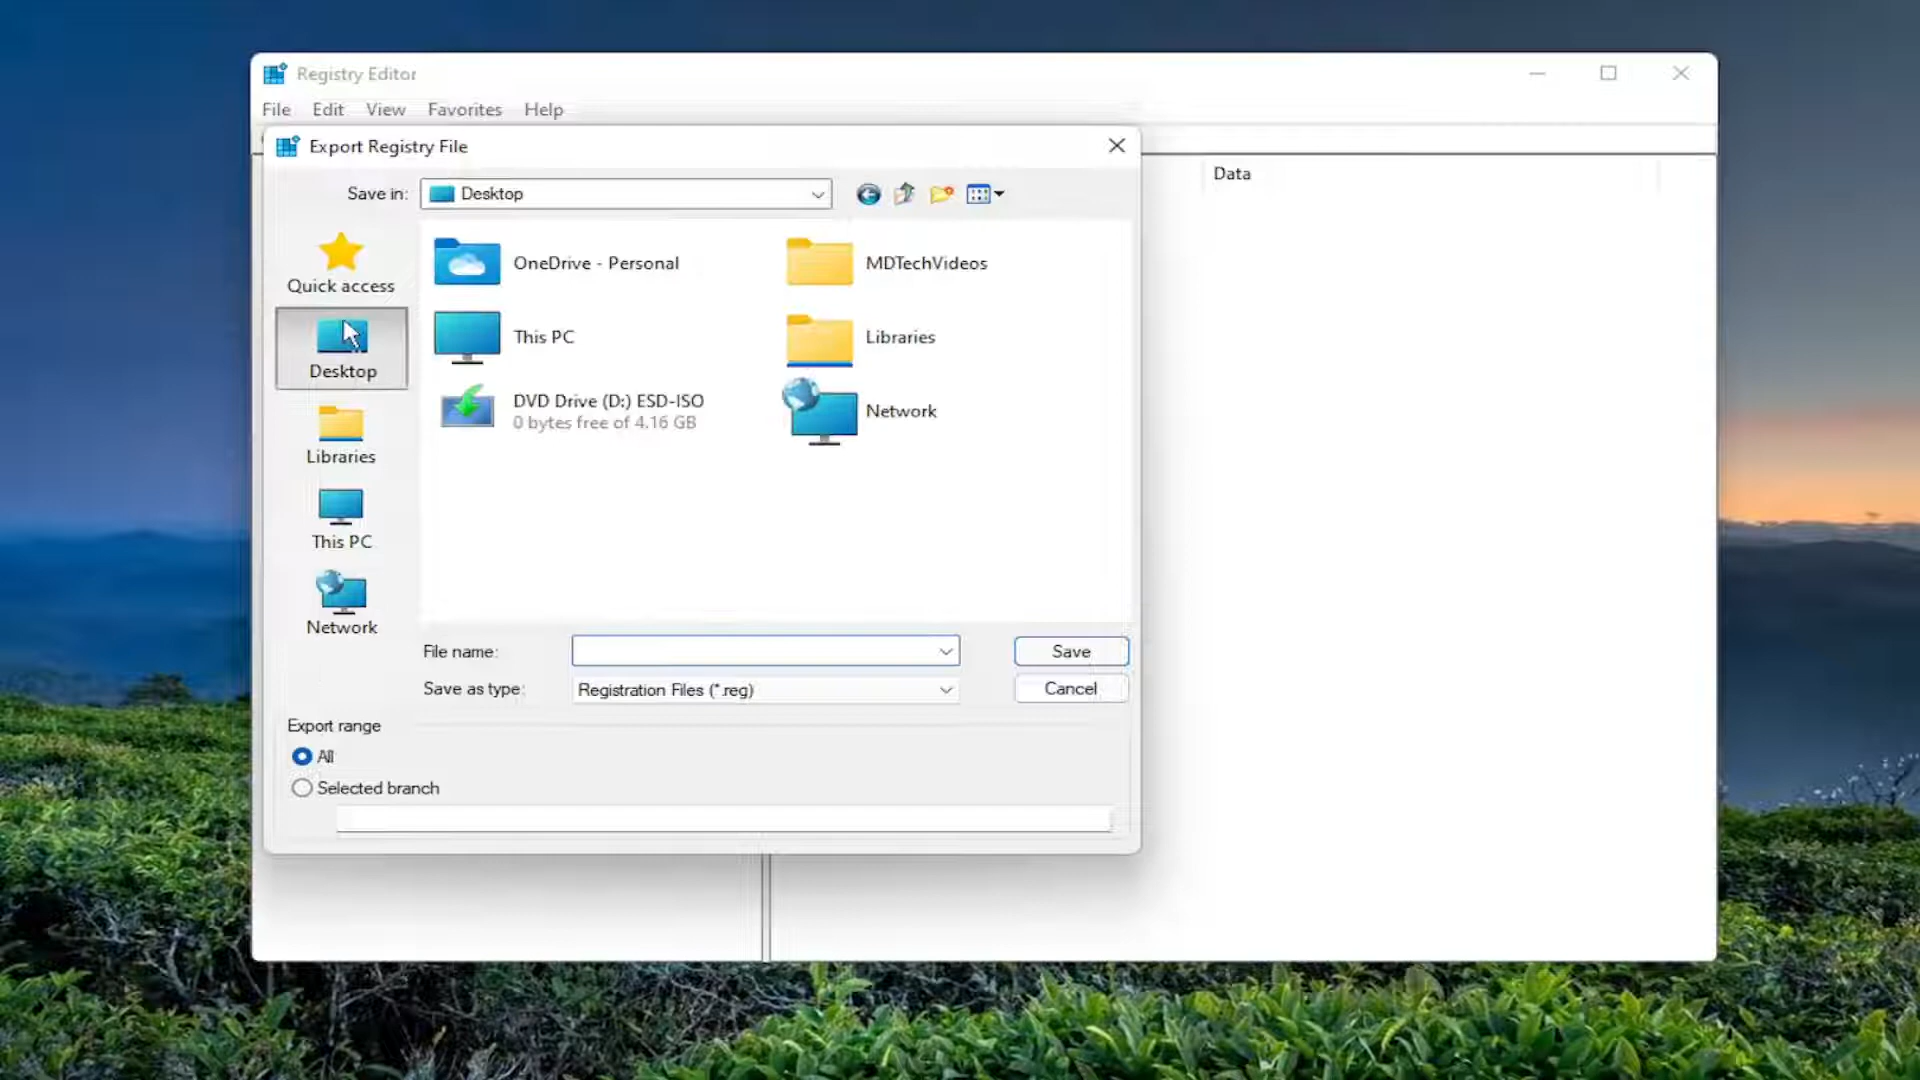 Registry Editor
File Edit View Favorites Help
Export Registry File
Save in: Desktop
Data
Quick access
Desktop
Libraries
This PC
Network
OneDrive - Personal
MDTechVideos
This PC
Libraries
DVD Drive (D:) ESD-ISO
0 bytes free of 4.16 GB
Network
File name:
Save
Save as type: Registration Files (*.reg)
Cancel
Export range
All
Selected branch